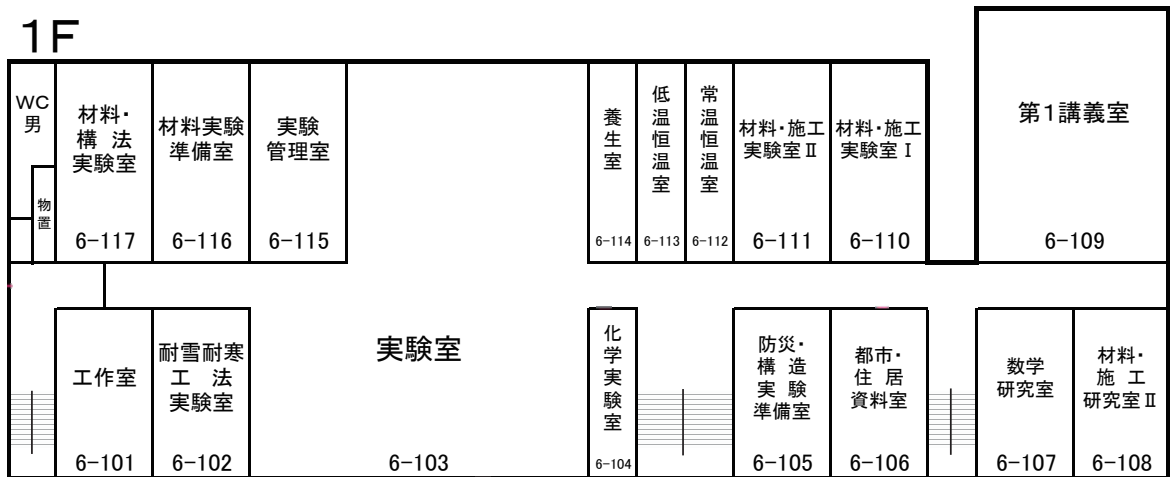 1F
WC
男
物置
材料・
構 法
実験室
6-117
材料実験
準備室
6-116
実験
管理室
6-115
養生室
6-114
低温恒温室
6-113
常温恒温室
6-112
材料・施工
実験室Ⅱ
6-111
材料・施工
実験室Ⅰ
6-110
第1講義室
6-109
工作室
6-101
耐雪耐寒
工 法
実験室
6-102
実験室
6-103
化学実験室
6-104
防災・
構 造
実 験
準備室
6-105
都市・
住 居
資料室
6-106
数学
研究室
6-107
材料・
施 工
研究室Ⅱ
6-108